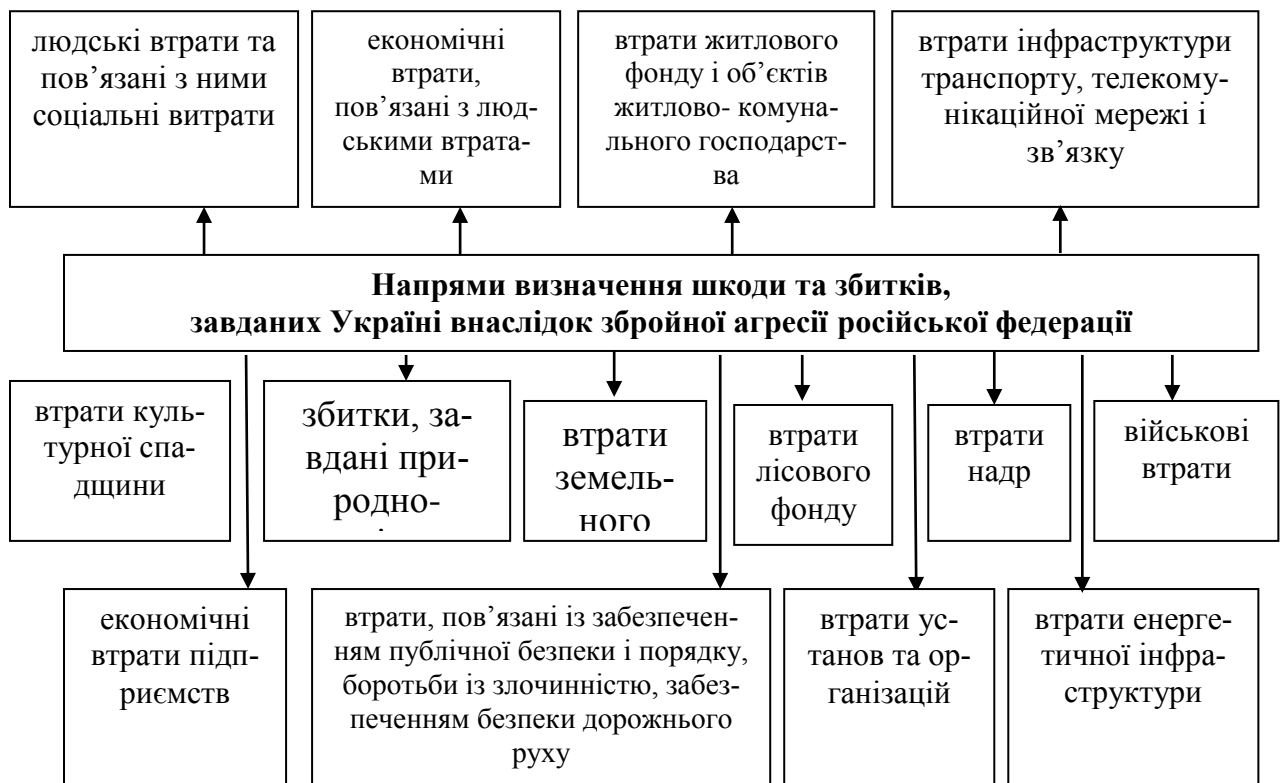 людські втрати та
пов’язані з ними
соціальні витрати
економічні
втрати,
пов’язані з люд-
ськими втрата-
ми
втрати житлового
фонду і об’єктів
житлово- комуна-
льного господарст-
ва
втрати інфраструктури
транспорту, телекому-
нікаційної мережі і
зв’язку
Напрями визначення шкоди та збитків,
завданих Україні внаслідок збройної агресії російської федерації
втрати куль-
турної спа-
дщини
збитки, за-
вдані при-
родно-
втрати
земель-
ного
втрати
лісового
фонду
втрати
надр
військові
втрати
економічні
втрати підп-
риємств
втрати, пов’язані із забезпечен-
ням публічної безпеки і порядку,
боротьби із злочинністю, забез-
печенням безпеки дорожнього
руху
втрати ус-
танов та ор-
ганізацій
втрати енерге-
тичної інфра-
структури